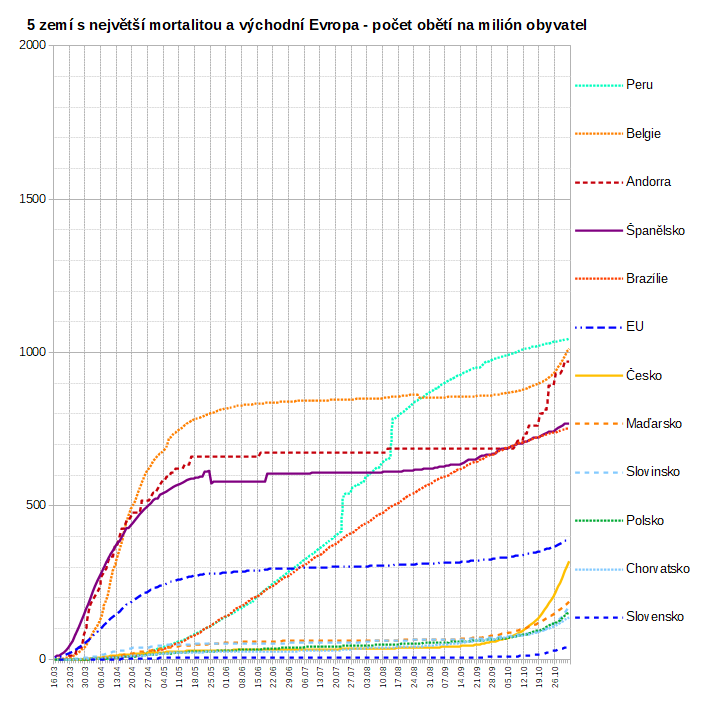 5 zemí s největší mortalitou a východní Evropa - počet obětí na milión obyvatel
2000
1500
1000
500
0
Peru
Belgie
Andorra
Španělsko
Brazílie
EU
Česko
Maďarsko
Slovinsko
Polsko
Chorvatsko
Slovensko
16.03
23.03
30.03
06.04
13.04
20.04
27.04
04.05
11.05
18.05
25.05
01.06
08.06
15.06
22.06
29.06
06.07
13.07
20.07
27.07
03.08
10.08
17.08
24.08
31.08
07.09
14.09
21.09
28.09
05.10
12.10
19.10
26.10